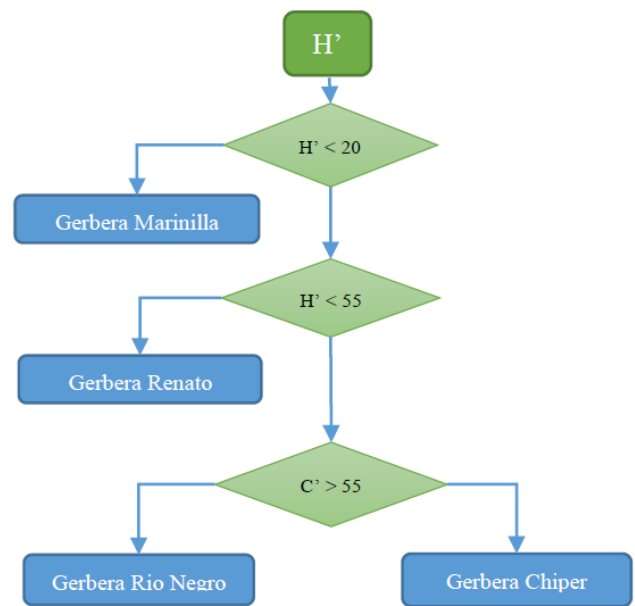 H’
H’ < 20
Gerbera Marinilla
H’ < 55
Gerbera Renato
C’ > 55
Gerbera Rio Negro
Gerbera Chiper